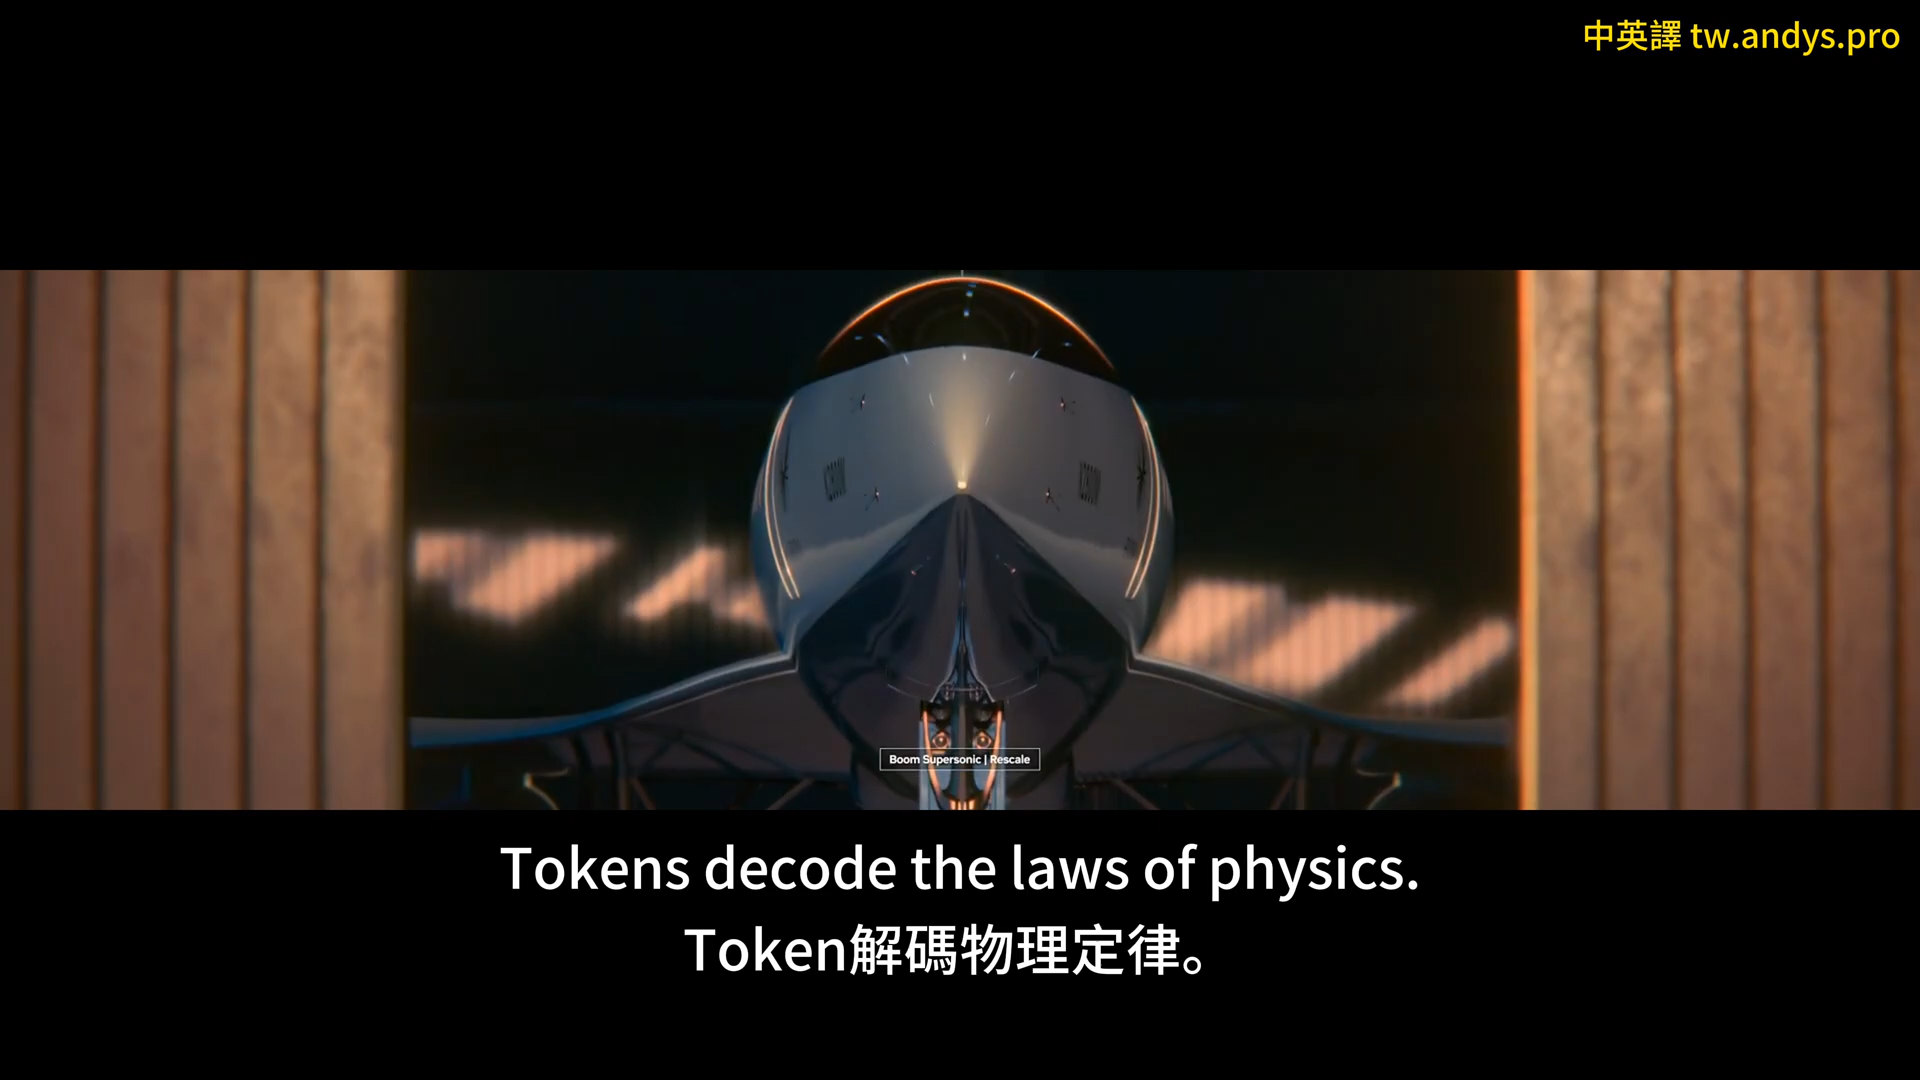 中英譯 tw.andys.pro
Boom Supersonic | Rescale
Tokens decode the laws of physics.
Token解碼物理定律。